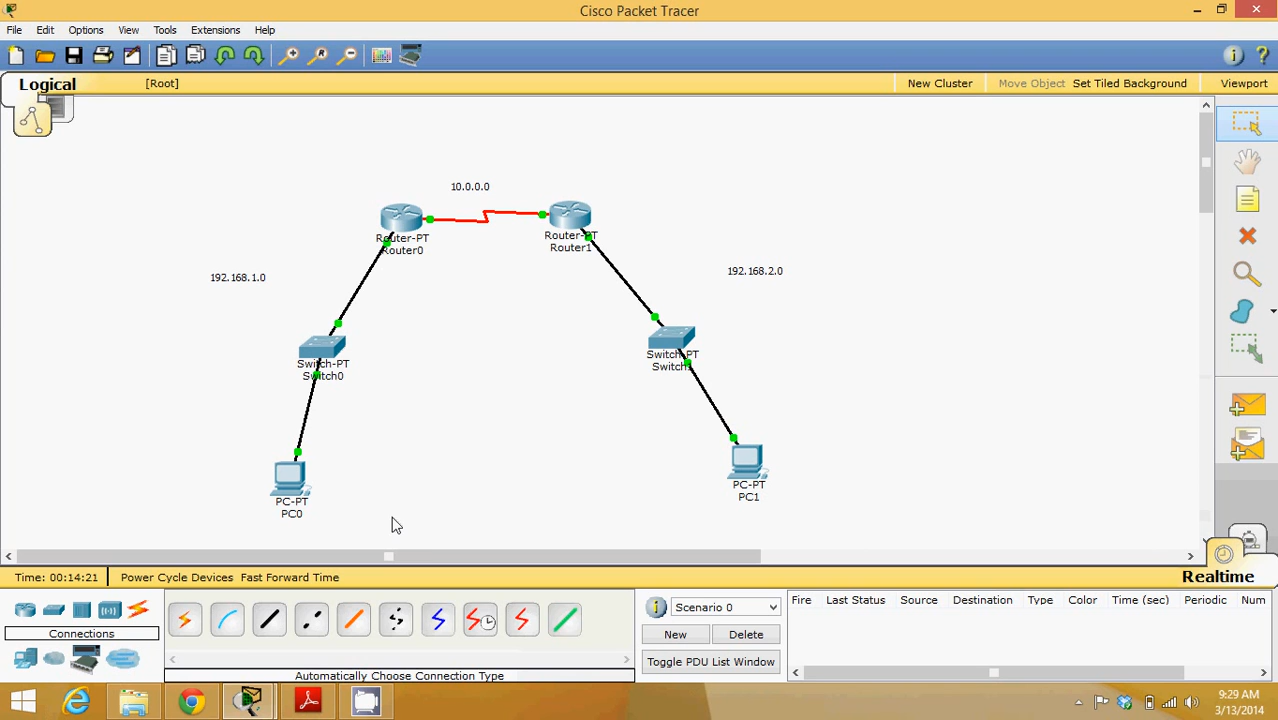 Cisco Packet Tracer
File Edit Options View Tools Extensions Help
Logical [Root] New Cluster Move Object Set Tiled Background Viewport
10.0.0.0
Router-PT
Router0
Router-PT
Router1
192.168.1.0
192.168.2.0
Switch-PT
Switch0
Switch-PT
Switch1
PC-PT
PC0
PC-PT
PC1
Time: 00:14:21 Power Cycle Devices Fast Forward Time
Realtime
Connections
Automatically Choose Connection Type
Scenario 0
New Delete
Toggle PDU List Window
Fire Last Status Source Destination Type Color Time (sec) Periodic Num
9:29 AM
3/13/2014